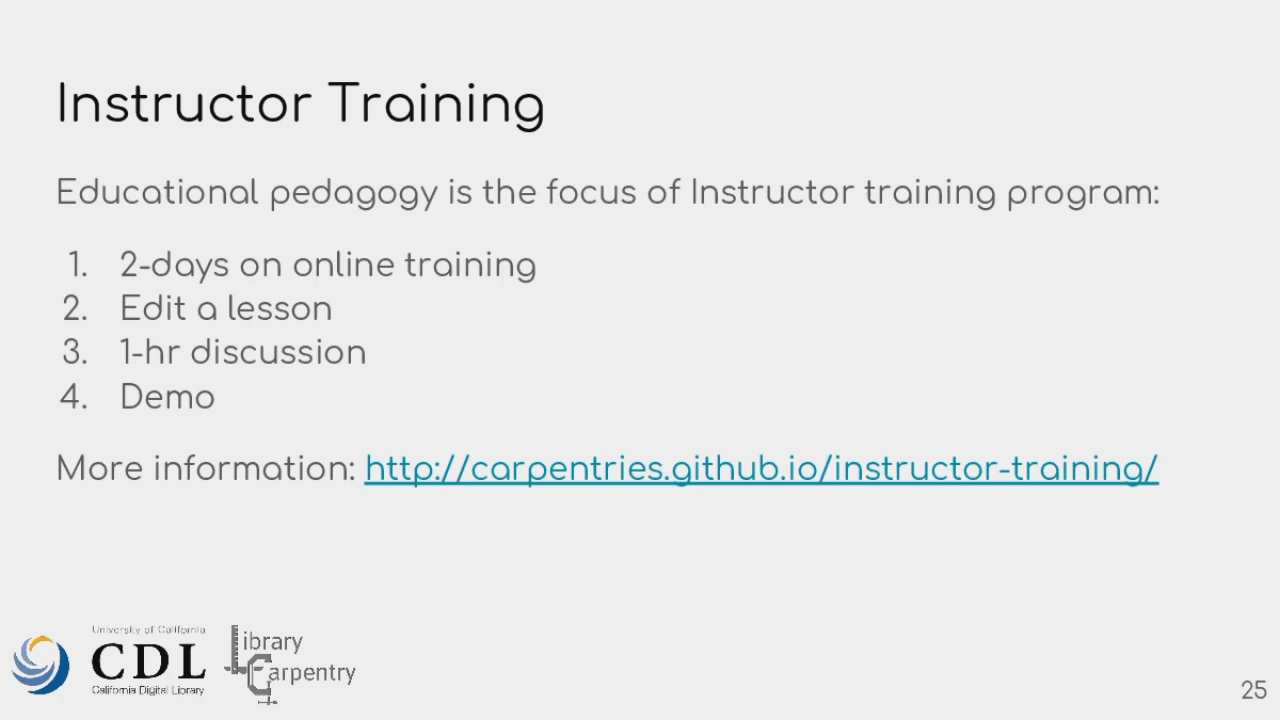 Instructor Training
Educational pedagogy is the focus of Instructor training program:
1. 2-days on online training
2. Edit a lesson
3. 1-hr discussion
4. Demo
More information: http://carpentries.github.io/instructor-training/
University of California
CDL
California Digital Library
Library
Carpentry
25